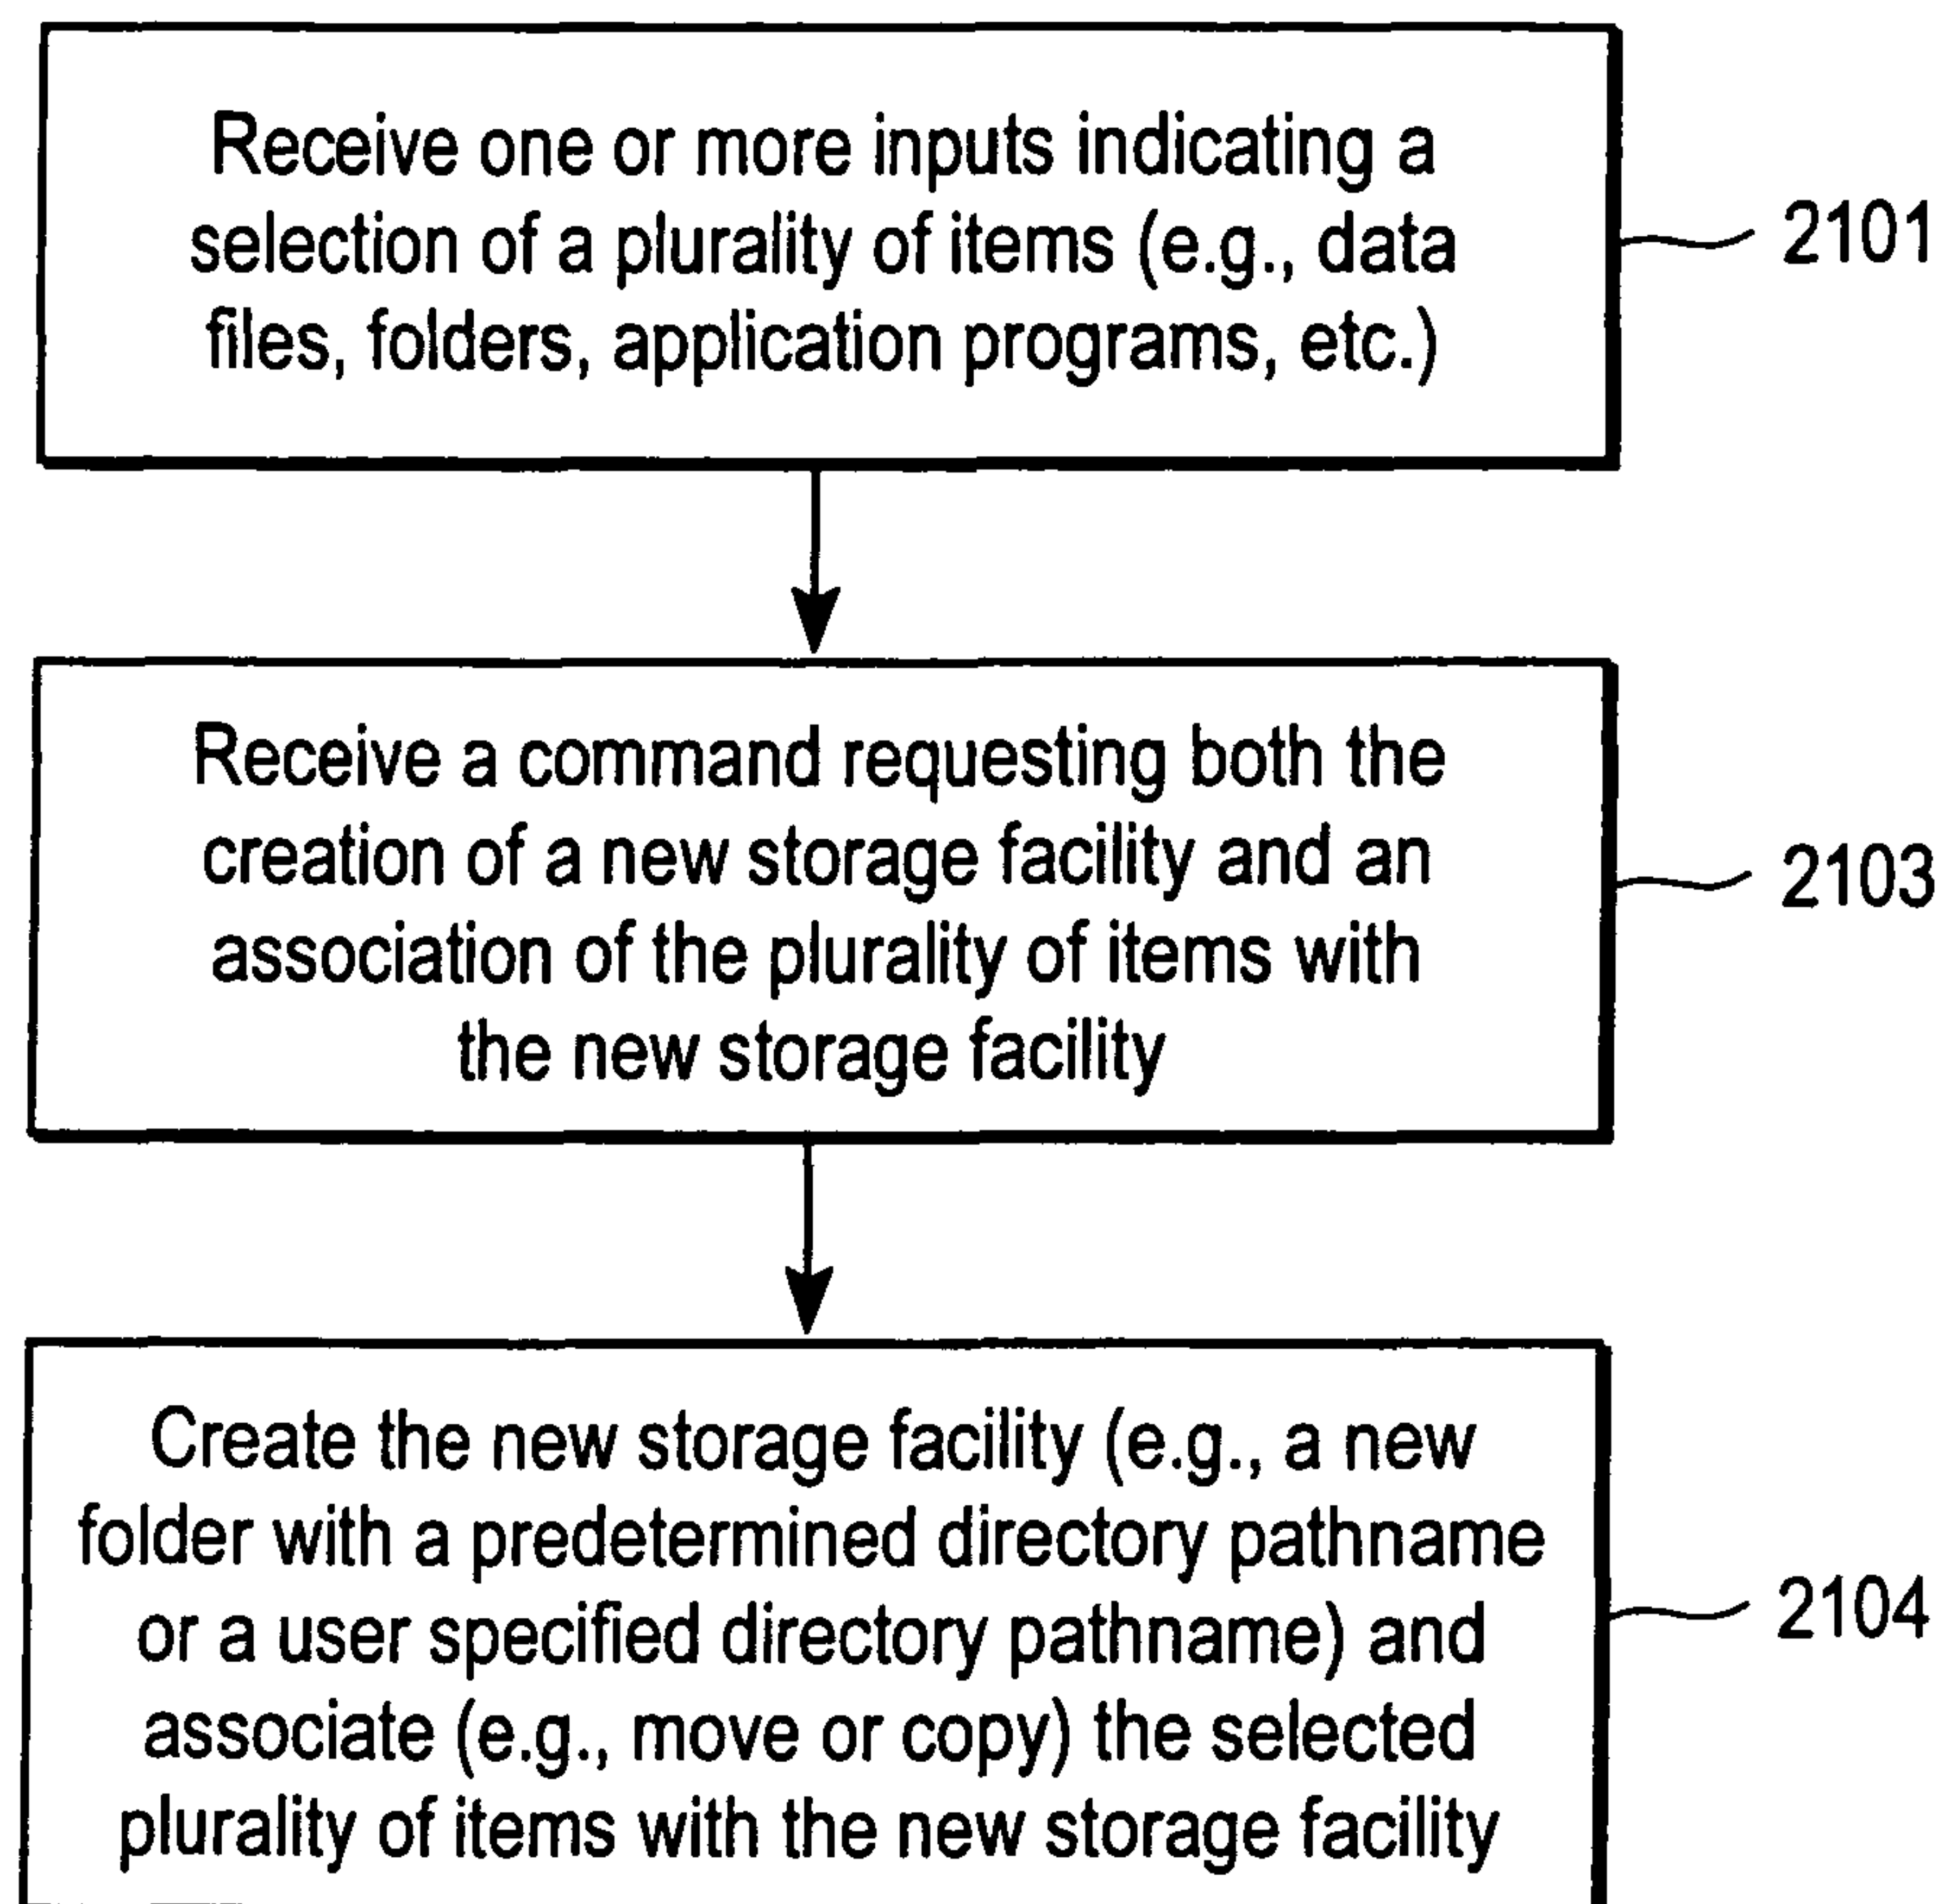 Receive one or more inputs indicating a
selection of a plurality of items (e.g., data
files, folders, application programs, etc.)
2101
Receive a command requesting both the
creation of a new storage facility and an
association of the plurality of items with
the new storage facility
2103
Create the new storage facility (e.g., a new
folder with a predetermined directory pathname
or a user specified directory pathname) and
associate (e.g., move or copy) the selected
plurality of items with the new storage facility
2104